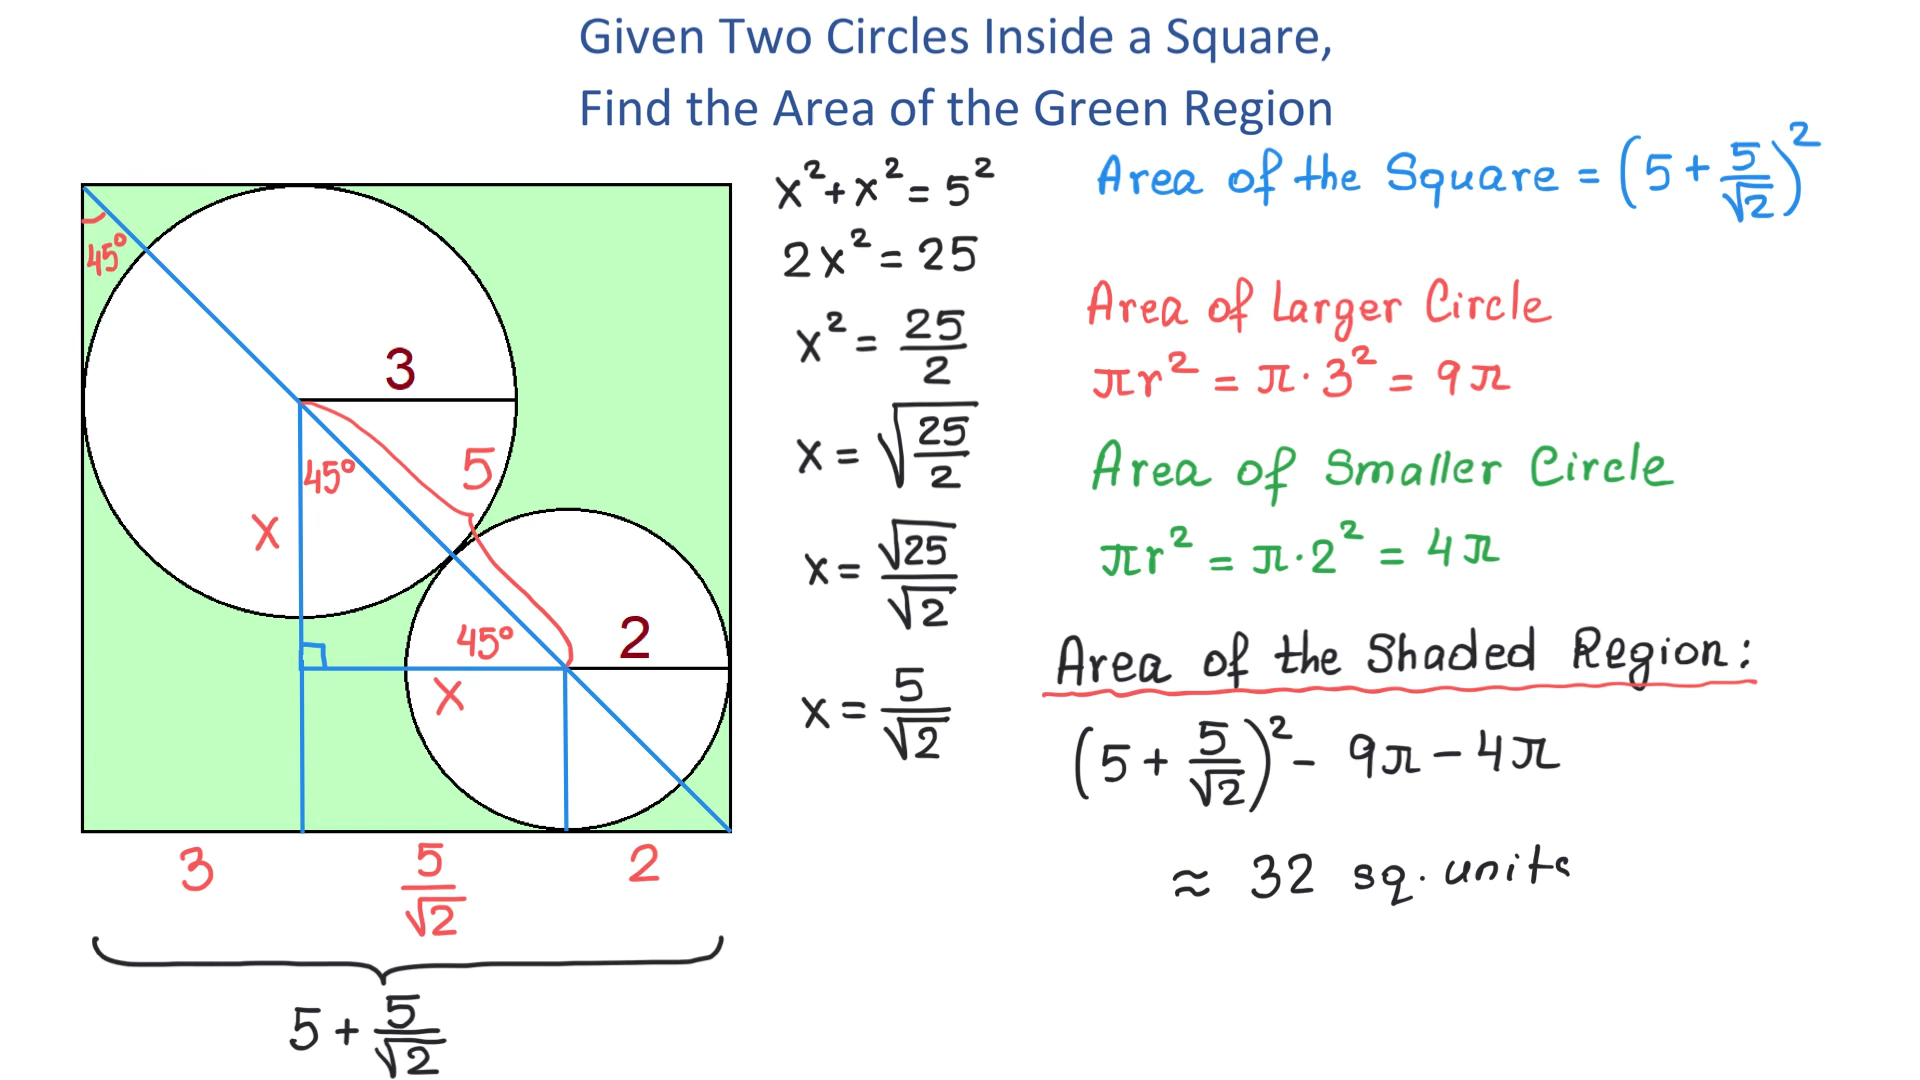 Given Two Circles Inside a Square,
Find the Area of the Green Region
45°
3
45°
5
x
45°
2
x
3
5/√2
2
5 + 5/√2
x² + x² = 5²
2x² = 25
x² = 25/2
x = √(25/2)
x = √25/√2
x = 5/√2
Area of the Square = (5 + 5/√2)²
Area of Larger Circle
πr² = π · 3² = 9π
Area of Smaller Circle
πr² = π · 2² = 4π
Area of the Shaded Region:
(5 + 5/√2)² - 9π - 4π
≈ 32 sq. units